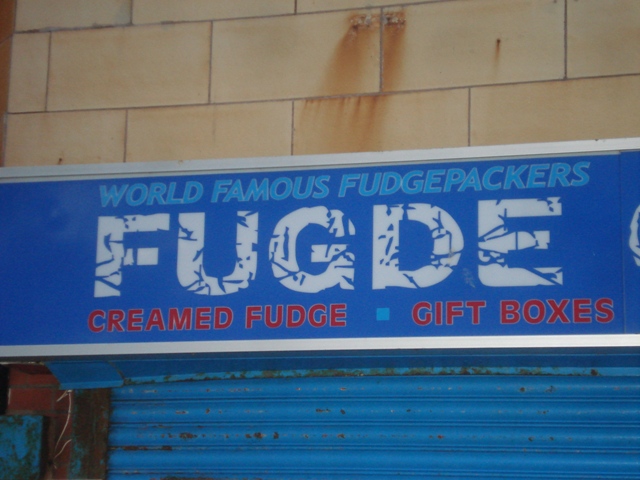 WORLD FAMOUS FUDGEPACKERS
FUGDE
CREAMED FUDGE ▪ GIFT BOXES